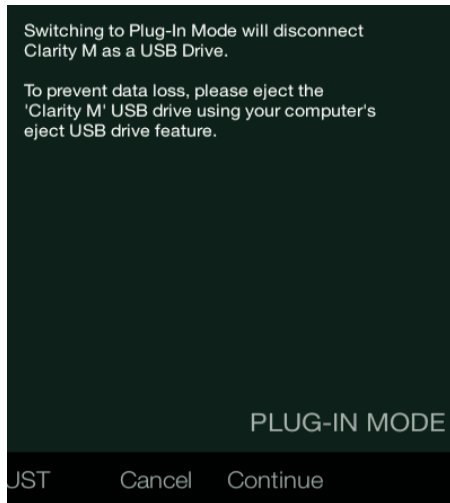 Switching to Plug-In Mode will disconnect
Clarity M as a USB Drive.
To prevent data loss, please eject the
'Clarity M' USB drive using your computer's
eject USB drive feature.
PLUG-IN MODE
UST Cancel Continue